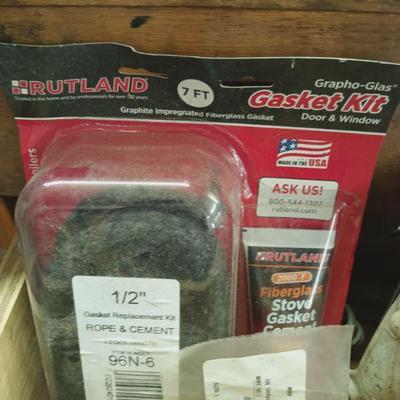 RUTLAND
Trusted in the home and by professionals for over 130 years.
7 FT
Grapho-Glas®
Gasket Kit
Door & Window
Graphite Impregnated Fiberglass Gasket
MADE IN THE USA
ASK US!
800-544-1307
rutland.com
RUTLAND
2000°F
Fiberglass
Stove
Gasket
Cement
1/2"
Gasket Replacement Kit
ROPE & CEMENT
96N-6